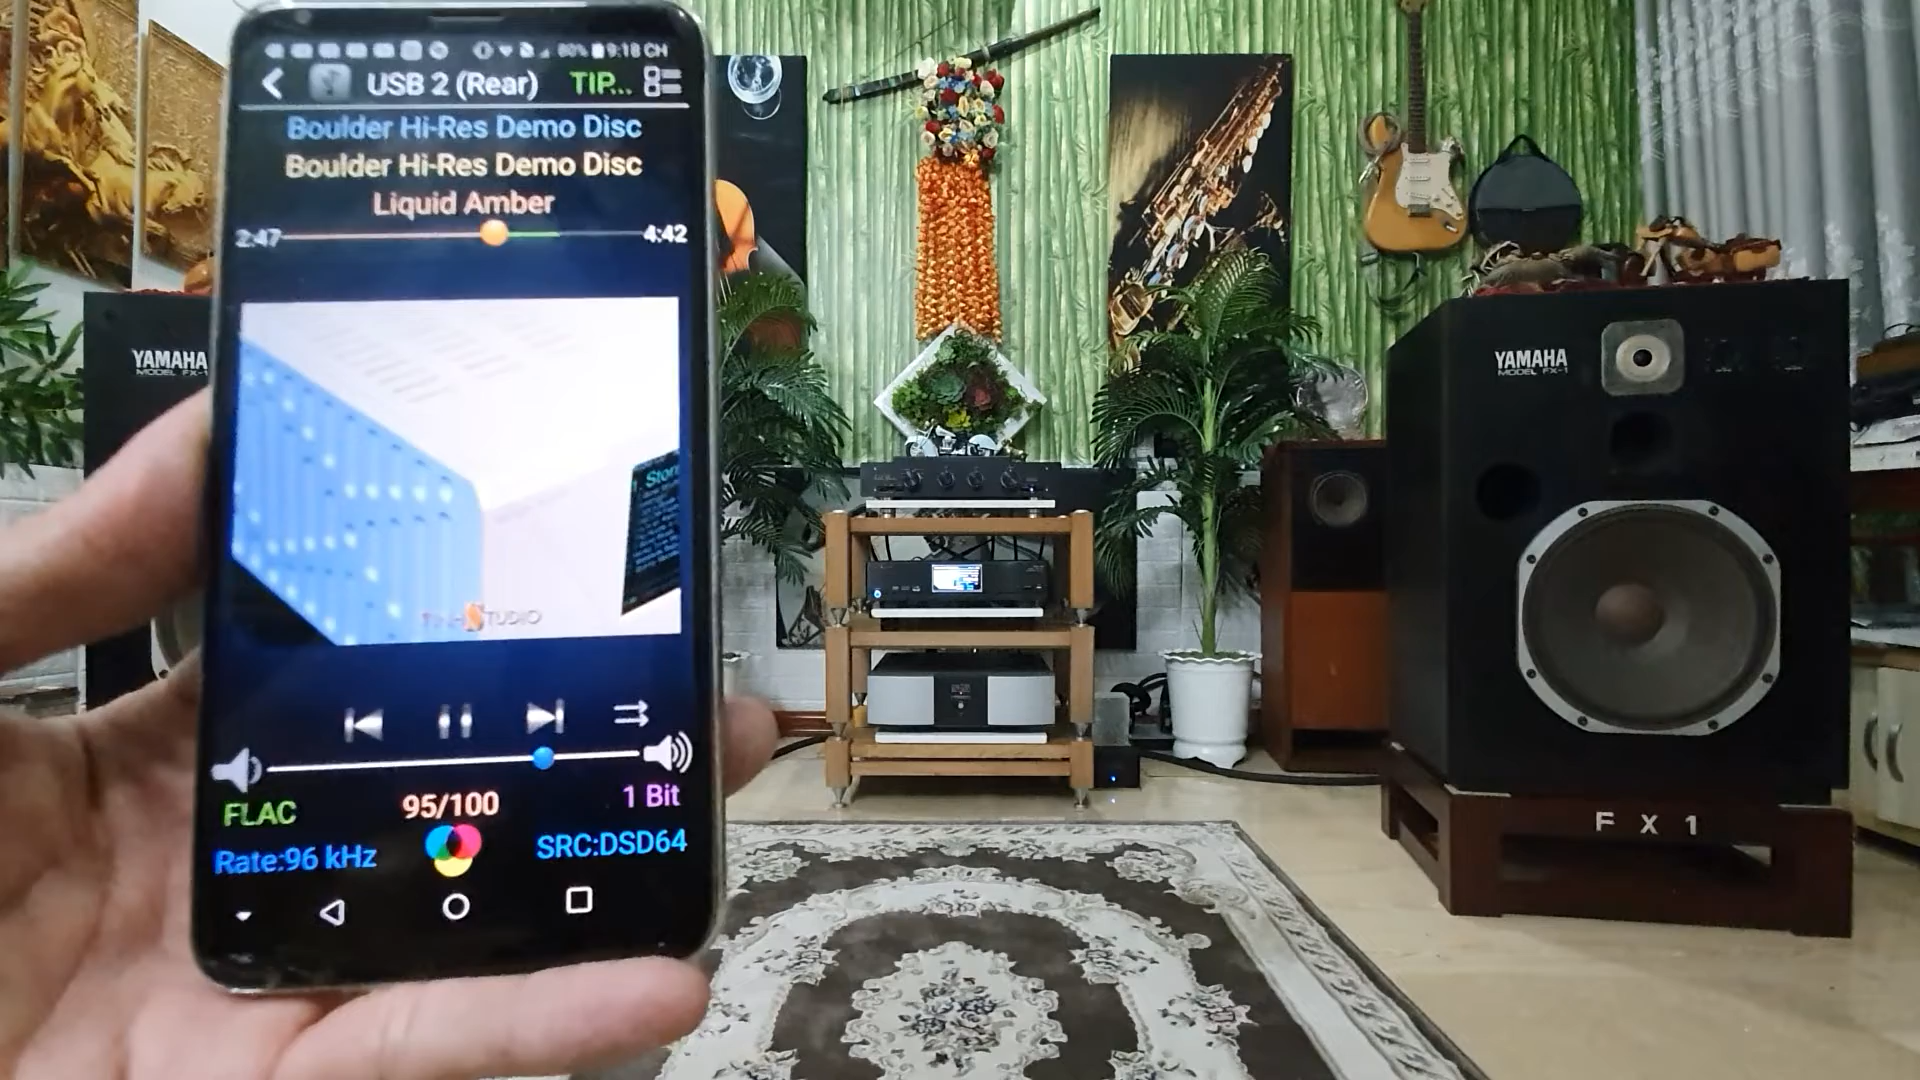 80% 9:18 CH
USB 2 (Rear) TIP...
Boulder Hi-Res Demo Disc
Boulder Hi-Res Demo Disc
Liquid Amber
2:47 4:42
FLAC 95/100 1 Bit
Rate:96 kHz SRC:DSD64
YAMAHA
MODEL FX-1
YAMAHA
MODEL FX-1
F X 1